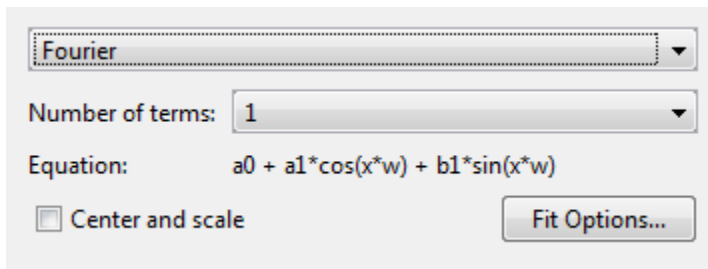 Fourier
Number of terms: 1
Equation: a0 + a1*cos(x*w) + b1*sin(x*w)
Center and scale Fit Options...